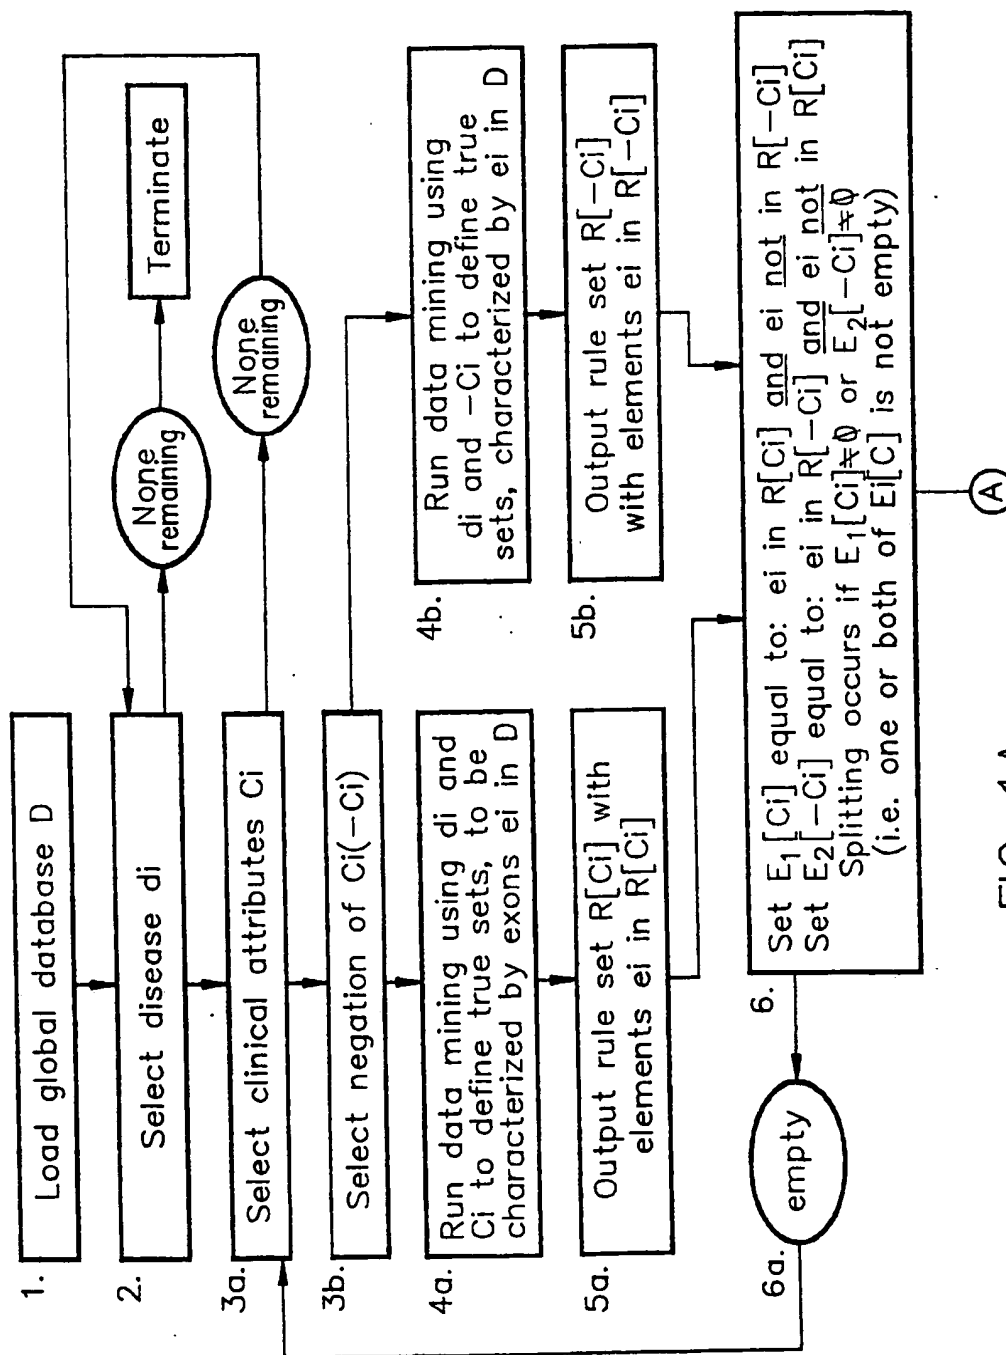 1.
Load global database D
2.
Select disease di
None
remaining
Terminate
3a.
Select clinical attributes Ci
None
remaining
3b.
Select negation of Ci(−Ci)
4a.
Run data mining using di and
Ci to define true sets, to be
characterized by exons ei in D
4b.
Run data mining using
di and −Ci to define true
sets, characterized by ei in D
5a.
Output rule set R[Ci] with
elements ei in R[Ci]
5b.
Output rule set R[−Ci]
with elements ei in R[−Ci]
6.
Set E₁[Ci] equal to: ei in R[Ci] and ei not in R[−Ci]
Set E₂[−Ci] equal to: ei in R[−Ci] and ei not in R[Ci]
Splitting occurs if E₁[Ci]≠∅ or E₂[−Ci]≠∅
(i.e. one or both of Ei[C] is not empty)
6a.
empty
A